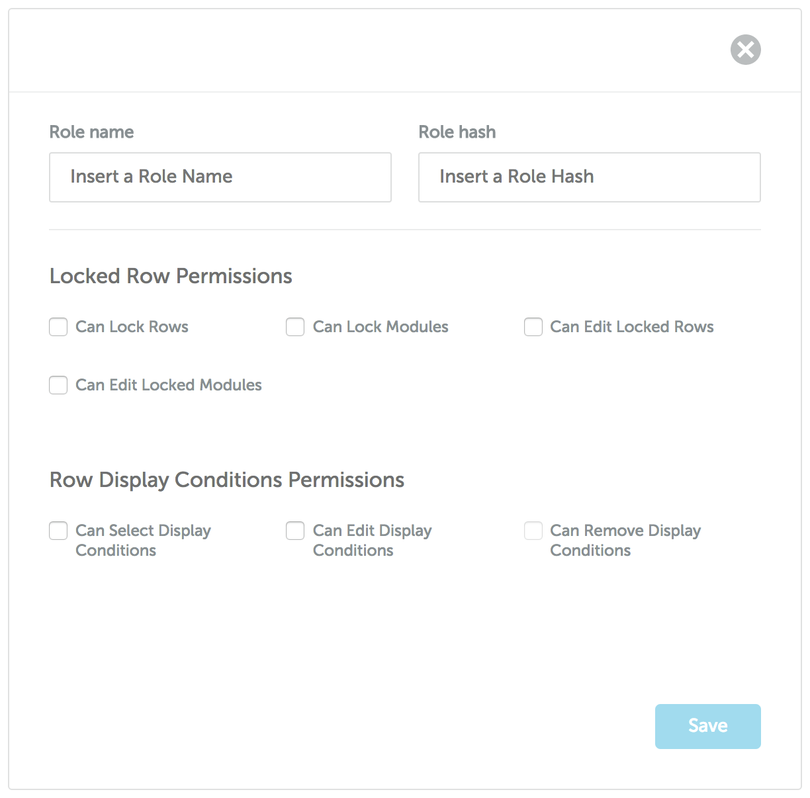 Role name
Role hash
Insert a Role Name
Insert a Role Hash
Locked Row Permissions
Can Lock Rows
Can Lock Modules
Can Edit Locked Rows
Can Edit Locked Modules
Row Display Conditions Permissions
Can Select Display
Conditions
Can Edit Display
Conditions
Can Remove Display
Conditions
Save